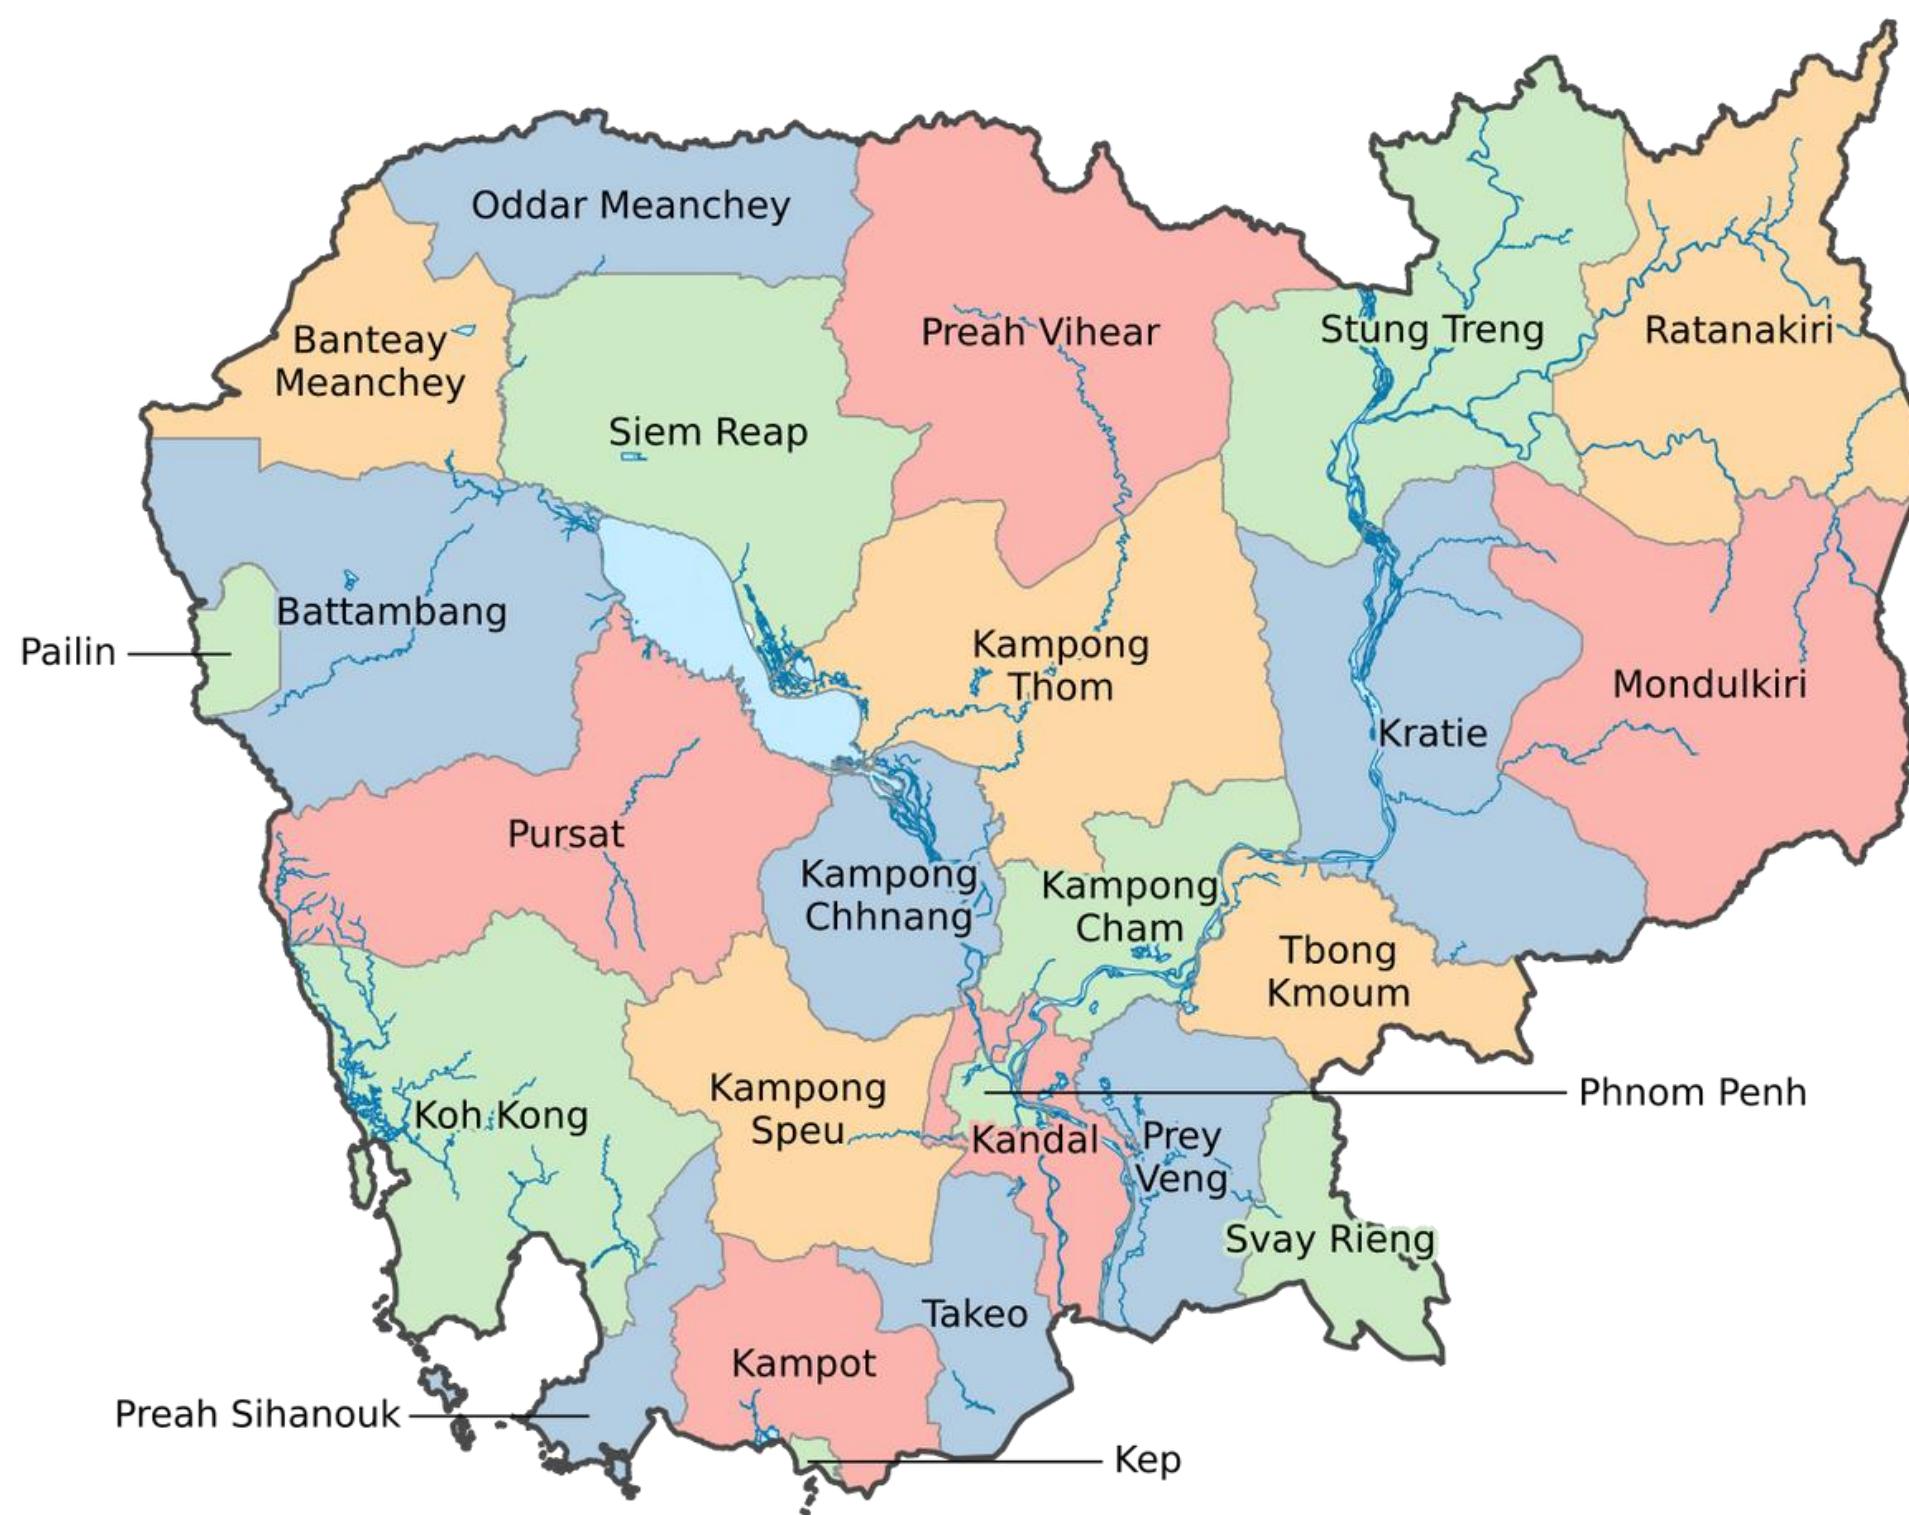 Oddar Meanchey
Banteay
Meanchey
Preah Vihear
Stung Treng
Ratanakiri
Siem Reap
Battambang
Pailin
Kampong
Thom
Mondulkiri
Kratie
Pursat
Kampong
Chhnang
Kampong
Cham
Tbong
Kmoum
Koh Kong
Kampong
Speu
Phnom Penh
Kandal
Prey
Veng
Svay Rieng
Takeo
Kampot
Preah Sihanouk
Kep